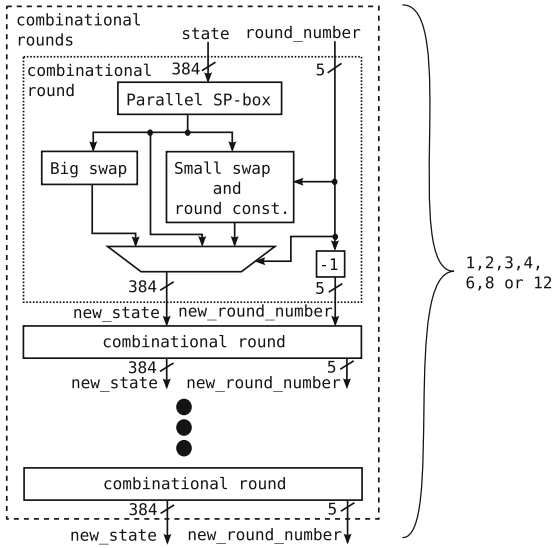 combinational
rounds
state round_number
combinational
round
384
5
Parallel SP-box
Big swap
Small swap
and
round const.
-1
384
5
new_state new_round_number
combinational round
384
5
new_state new_round_number
combinational round
384
5
new_state new_round_number
1,2,3,4,
6,8 or 12